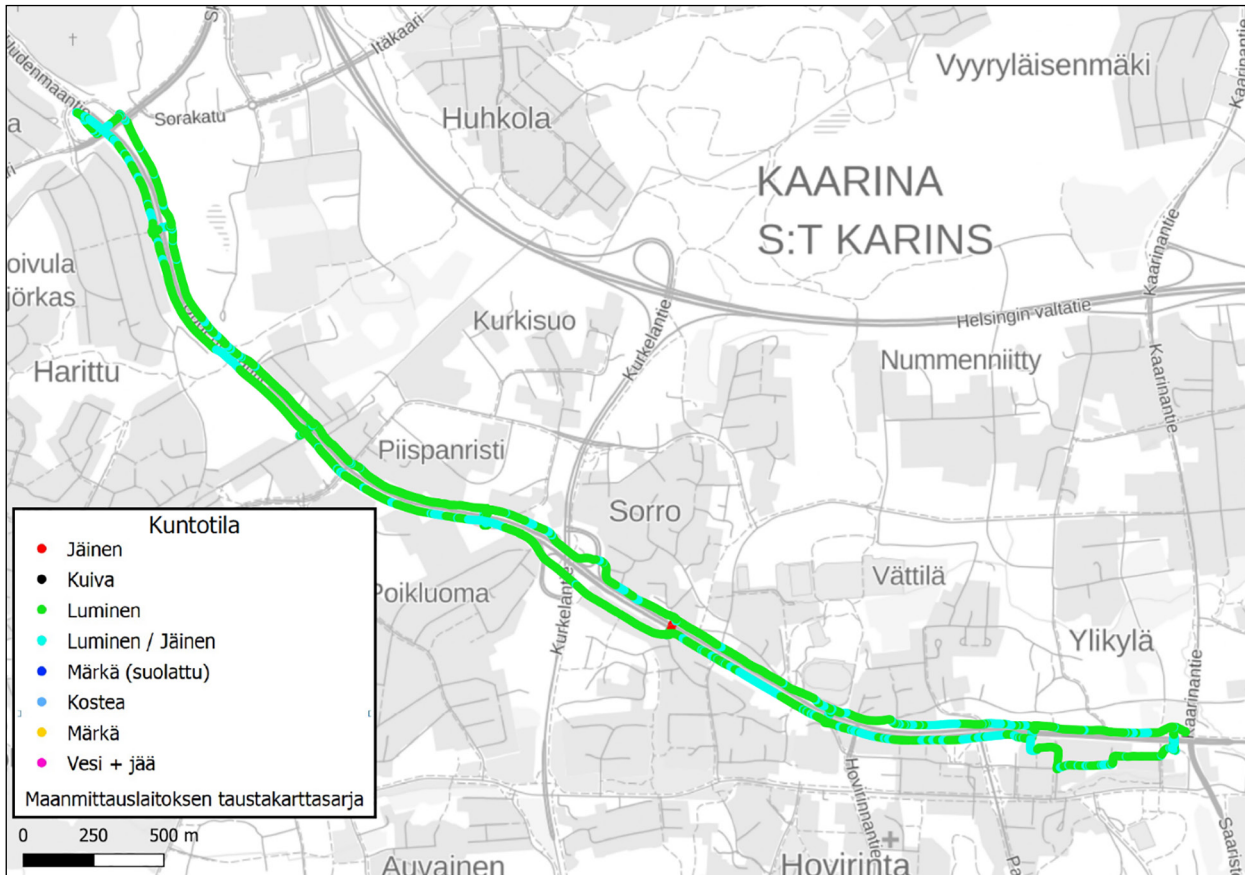 Itäkaari
Vyyryläisenmäki
Kaarinantie
Sorakatu
Huhkola
KAARINA
S:T KARINS
Kaarinantie
Kurkisuo
Kurkelantie
Helsingin valtatie
Harittu
Nummenniitty
Kaarinantie
Piispanristi
Sorro
Vättilä
Poikluoma
Kurkelantie
Ylikylä
Kaarinantie
Hovirinnantie
Auvainen
Hovirinta
Kuntotila
Jäinen
Kuiva
Luminen
Luminen / Jäinen
Märkä (suolattu)
Kostea
Märkä
Vesi + jää
Maanmittauslaitoksen taustakarttasarja
0 250 500 m